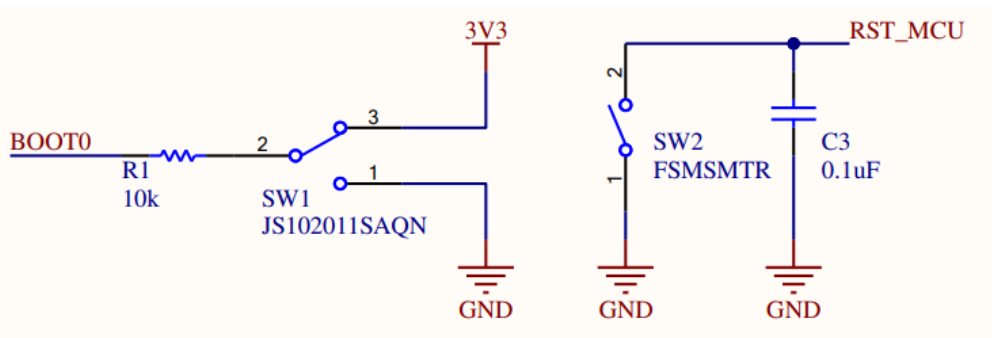 3V3
RST_MCU
BOOT0
R1
10k
2
3
1
SW1
JS102011SAQN
GND
2
1
SW2
FSMSMTR
GND
C3
0.1uF
GND